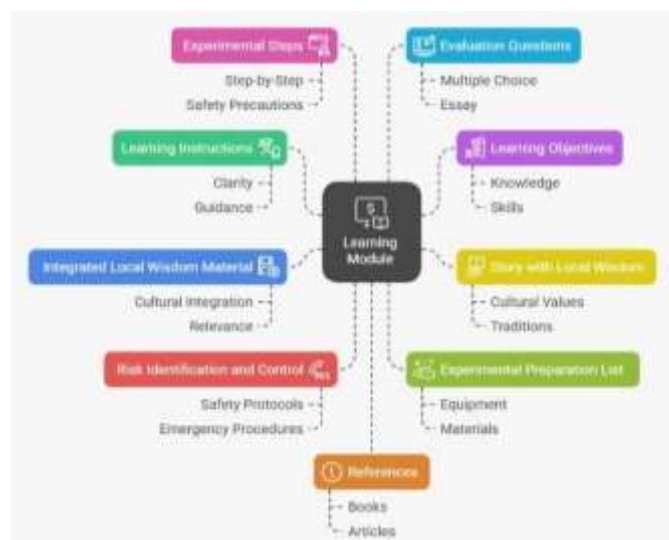 Experimental Steps
Step-by-Step
Safety Precautions
Evaluation Questions
Multiple Choice
Essay
Learning Instructions
Clarity
Guidance
Learning Objectives
Knowledge
Skills
Learning
Module
Integrated Local Wisdom Material
Cultural Integration
Relevance
Story with Local Wisdom
Cultural Values
Traditions
Risk Identification and Control
Safety Protocols
Emergency Procedures
Experimental Preparation List
Equipment
Materials
References
Books
Articles